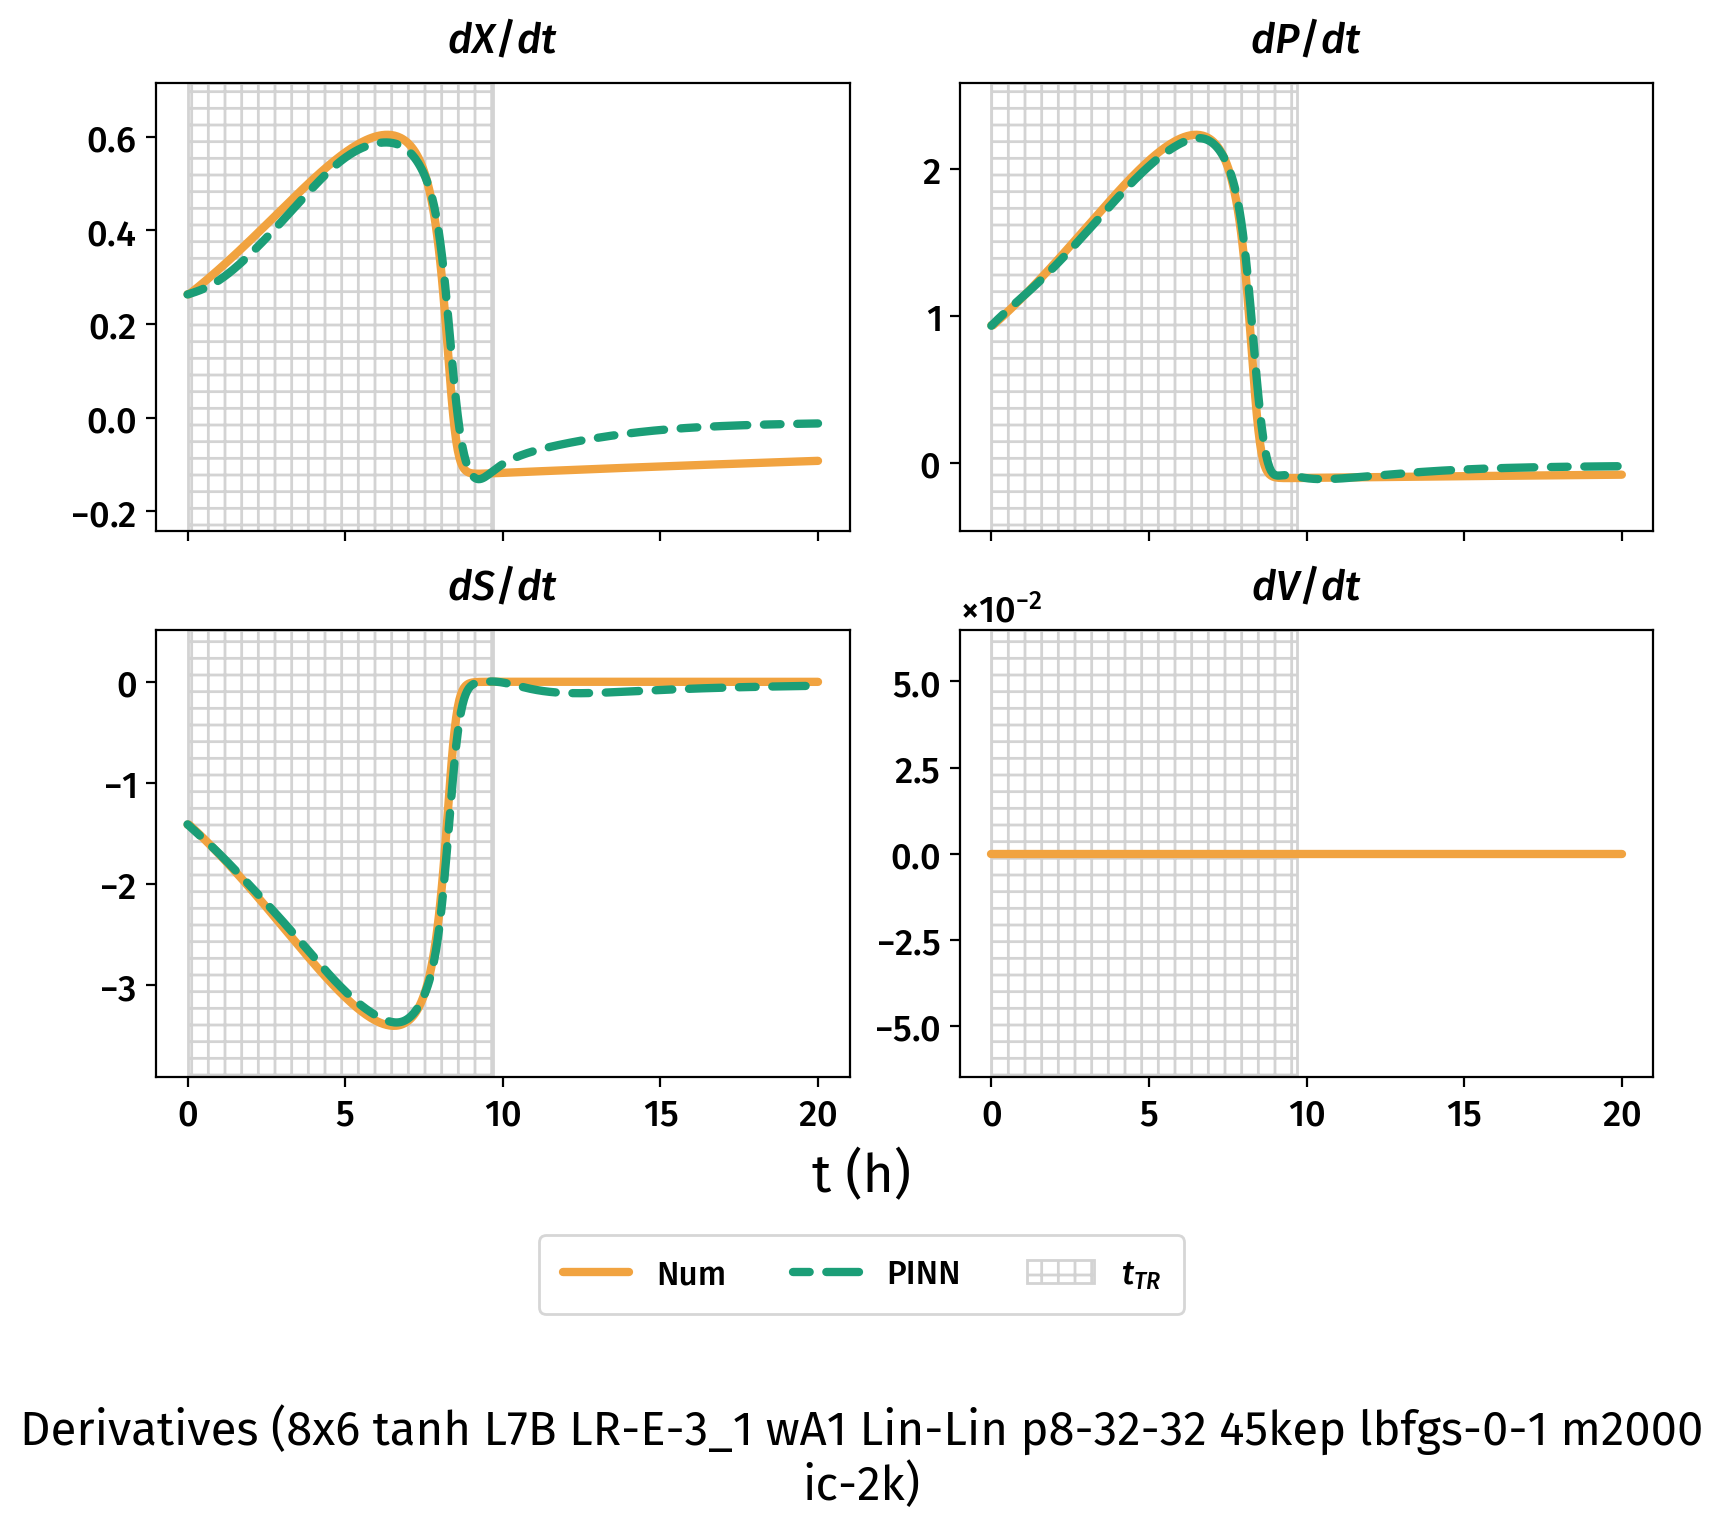 dX/dt
dP/dt
0.6
0.4
0.2
0.0
−0.2
2
1
0
dS/dt
dV/dt
×10⁻²
0
−1
−2
−3
5.0
2.5
0.0
−2.5
−5.0
0 5 10 15 20
0 5 10 15 20
t (h)
Num PINN t_TR
Derivatives (8x6 tanh L7B LR-E-3_1 wA1 Lin-Lin p8-32-32 45kep lbfgs-0-1 m2000
ic-2k)